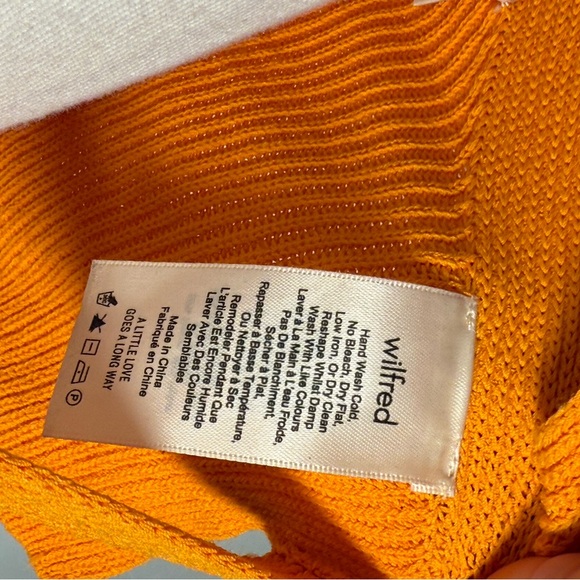 wilfred
Hand Wash Cold,
No Bleach, Dry Flat,
Low Iron, Or Dry Clean
Reshape Whilst Damp
Wash With Like Colours
Laver à La Main à L'eau Froide,
Pas De Blanchiment,
Sécher à Plat,
Repasser à Basse Température,
Ou Nettoyer à Sec
Remodeler Pendant Que
L'article Est Encore Humide
Laver Avec Des Couleurs
Semblables
Made In China
Fabriqué en Chine
A LITTLE LOVE
GOES A LONG WAY
P